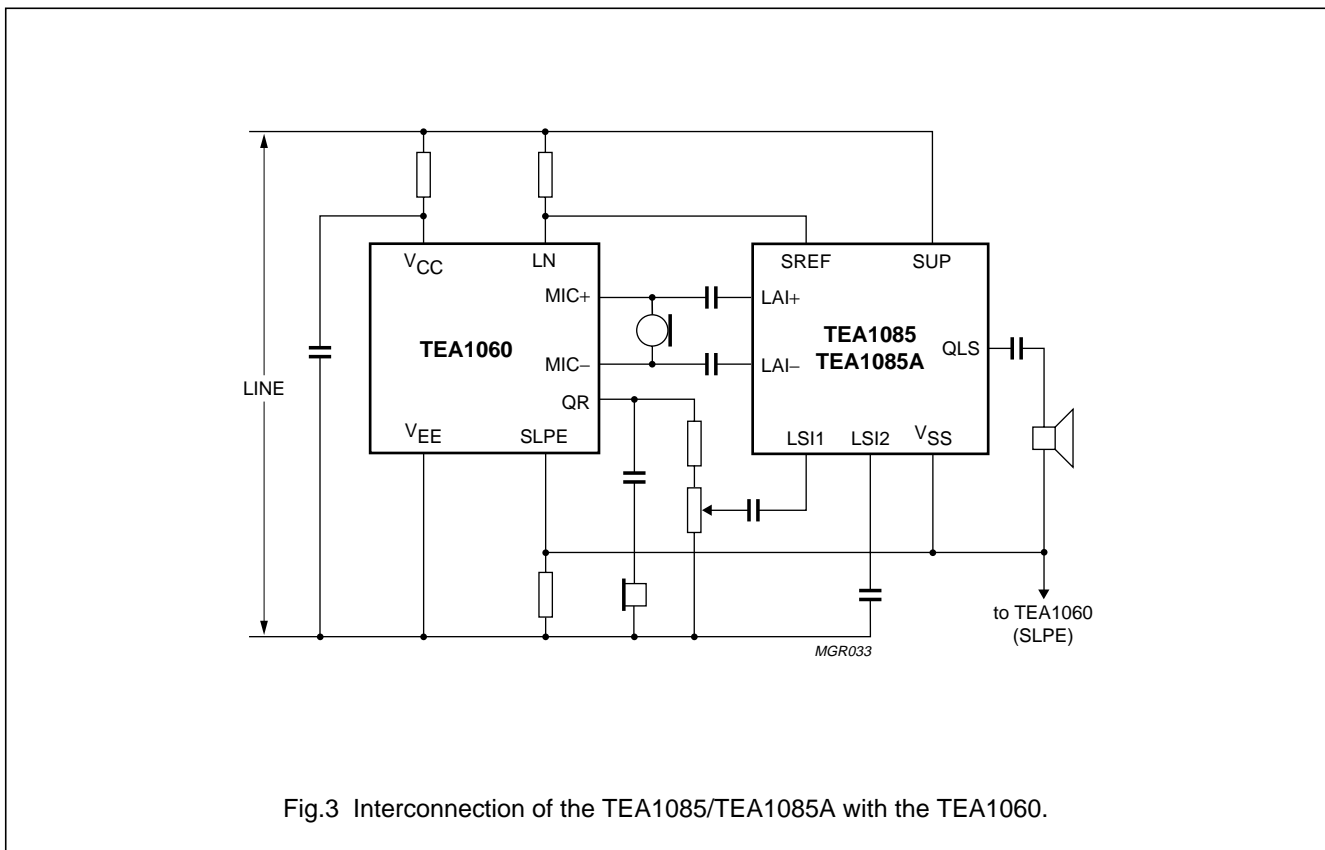 LINE
VCC
LN
MIC+
TEA1060
MIC−
QR
VEE
SLPE
SREF
SUP
LAI+
TEA1085
TEA1085A
QLS
LAI−
LSI1
LSI2
VSS
to TEA1060
(SLPE)
MGR033
Fig.3 Interconnection of the TEA1085/TEA1085A with the TEA1060.